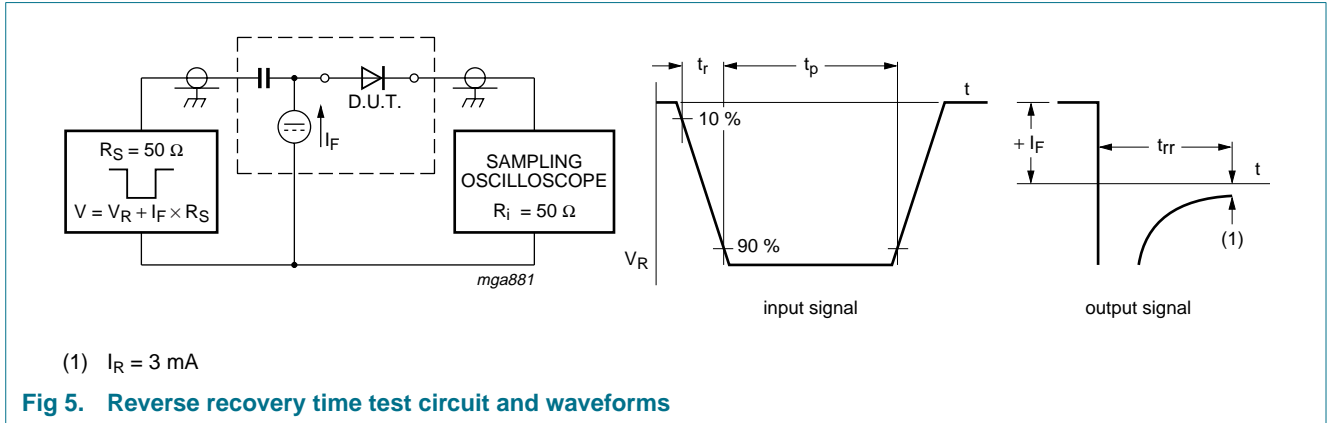 D.U.T.
I_F
R_S = 50 Ω
V = V_R + I_F × R_S
SAMPLING
OSCILLOSCOPE
R_i = 50 Ω
mga881
t_r
t_p
t
10 %
90 %
V_R
input signal
+ I_F
t_rr
t
(1)
output signal
(1) I_R = 3 mA
Fig 5. Reverse recovery time test circuit and waveforms